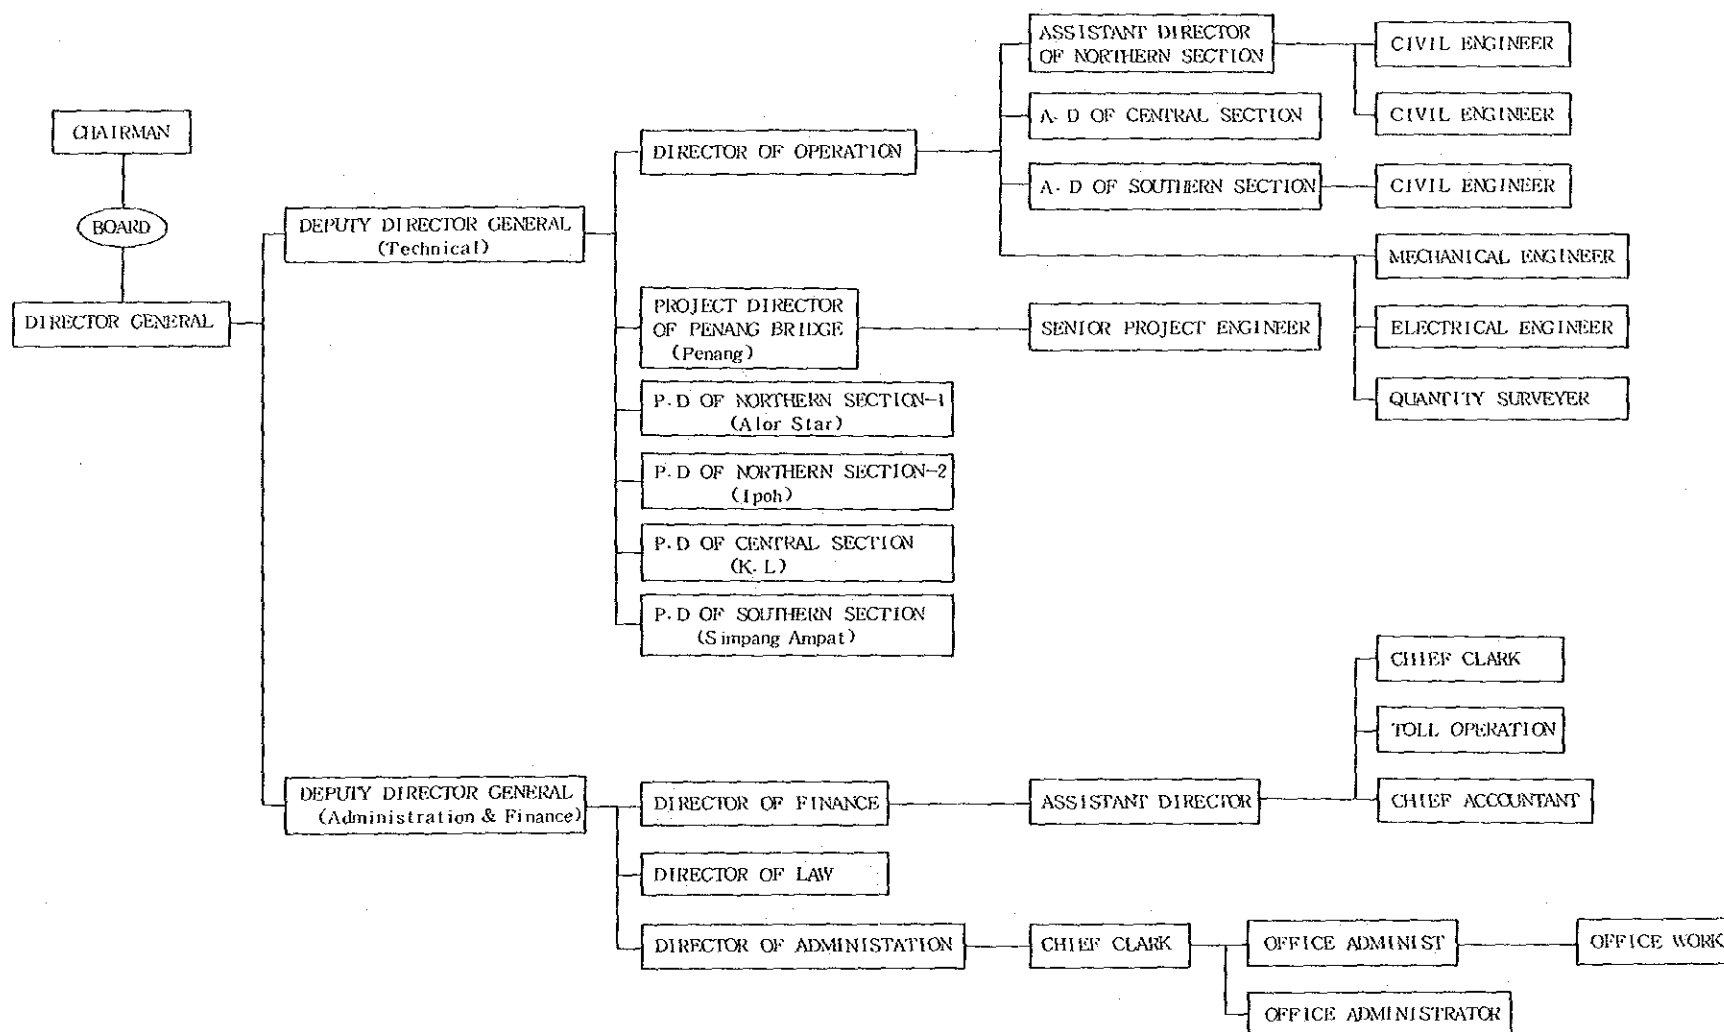 CHAIRMAN
BOARD
DIRECTOR GENERAL
DEPUTY DIRECTOR GENERAL
(Technical)
DIRECTOR OF OPERATION
ASSISTANT DIRECTOR
OF NORTHERN SECTION
CIVIL ENGINEER
CIVIL ENGINEER
A.D OF CENTRAL SECTION
A.D OF SOUTHERN SECTION
CIVIL ENGINEER
MECHANICAL ENGINEER
ELECTRICAL ENGINEER
QUANTITY SURVEYER
PROJECT DIRECTOR
OF PENANG BRIDGE
(Penang)
SENIOR PROJECT ENGINEER
P.D OF NORTHERN SECTION-1
(Alor Star)
P.D OF NORTHERN SECTION-2
(Ipoh)
P.D OF CENTRAL SECTION
(K.L)
P.D OF SOUTHERN SECTION
(Simpang Ampat)
DEPUTY DIRECTOR GENERAL
(Administration & Finance)
DIRECTOR OF FINANCE
ASSISTANT DIRECTOR
CHIEF CLARK
TOLL OPERATION
CHIEF ACCOUNTANT
DIRECTOR OF LAW
DIRECTOR OF ADMINISTATION
CHIEF CLARK
OFFICE ADMINIST
OFFICE WORK
OFFICE ADMINISTRATOR